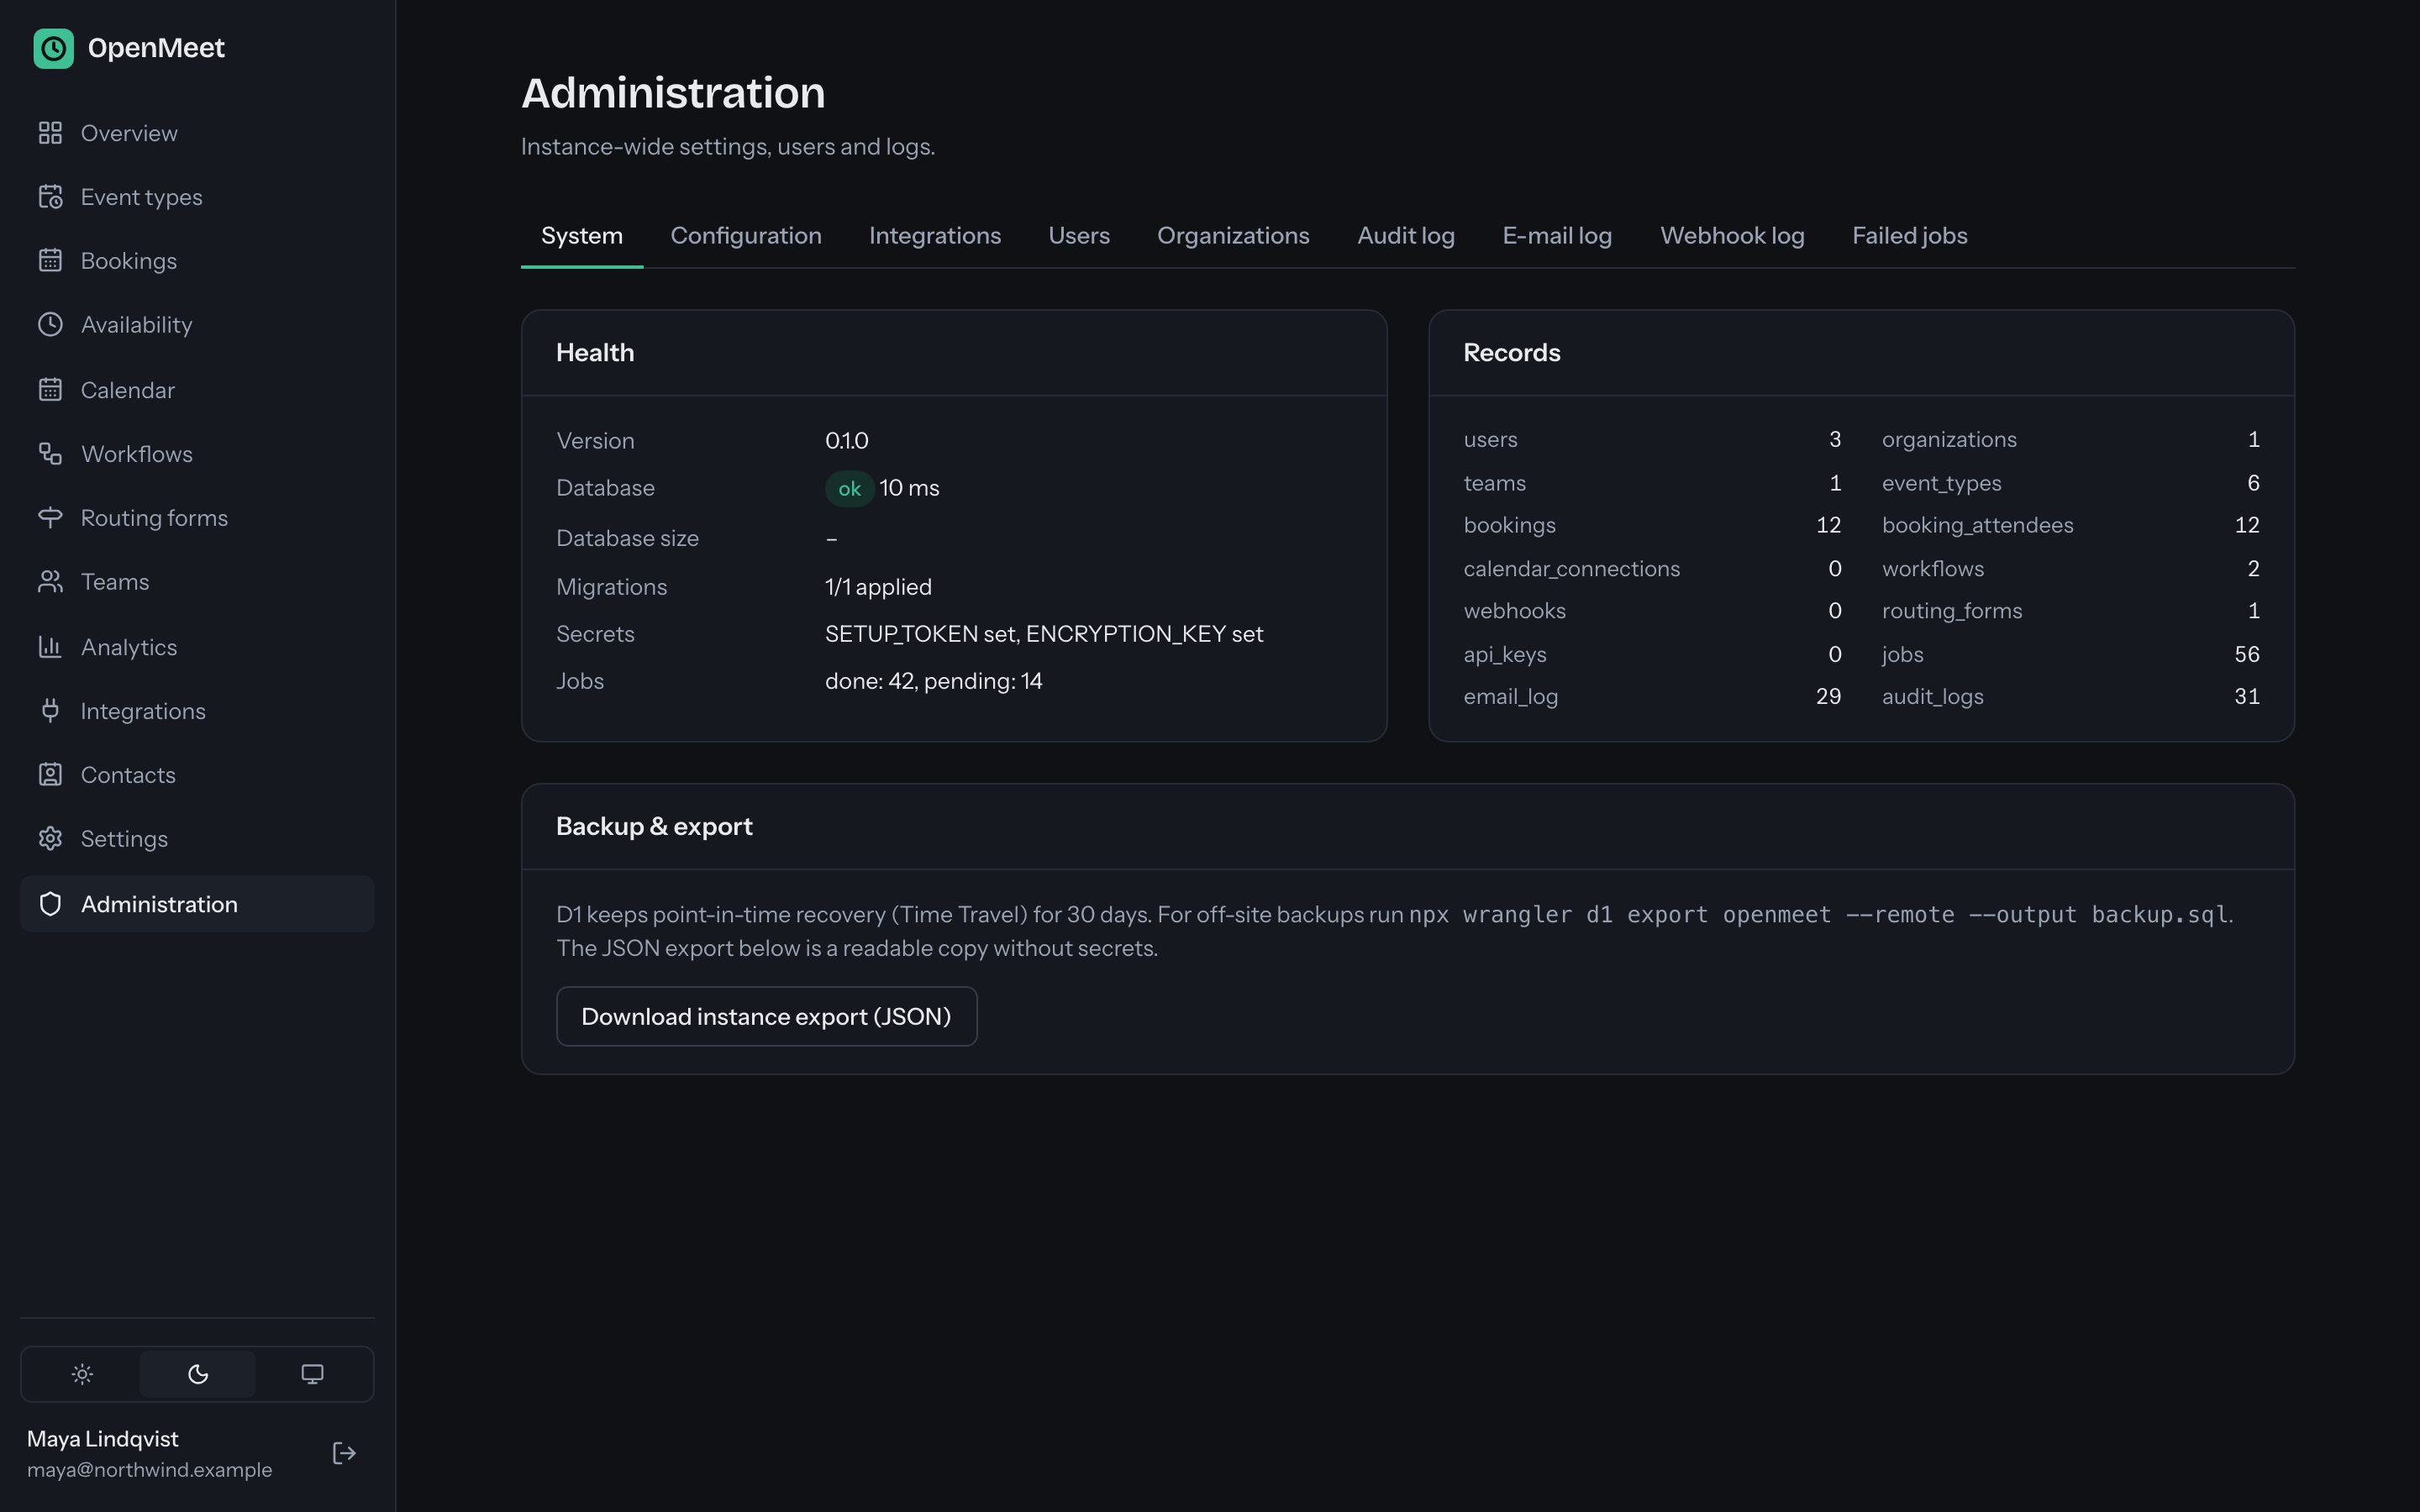 OpenMeet
Overview
Event types
Bookings
Availability
Calendar
Workflows
Routing forms
Teams
Analytics
Integrations
Contacts
Settings
Administration
Maya Lindqvist
maya@northwind.example
Administration
Instance-wide settings, users and logs.
System Configuration Integrations Users Organizations Audit log E-mail log Webhook log Failed jobs
Health
Version 0.1.0
Database ok 10 ms
Database size –
Migrations 1/1 applied
Secrets SETUP_TOKEN set, ENCRYPTION_KEY set
Jobs done: 42, pending: 14
Records
users 3 organizations 1
teams 1 event_types 6
bookings 12 booking_attendees 12
calendar_connections 0 workflows 2
webhooks 0 routing_forms 1
api_keys 0 jobs 56
email_log 29 audit_logs 31
Backup & export
D1 keeps point-in-time recovery (Time Travel) for 30 days. For off-site backups run npx wrangler d1 export openmeet --remote --output backup.sql.
The JSON export below is a readable copy without secrets.
Download instance export (JSON)